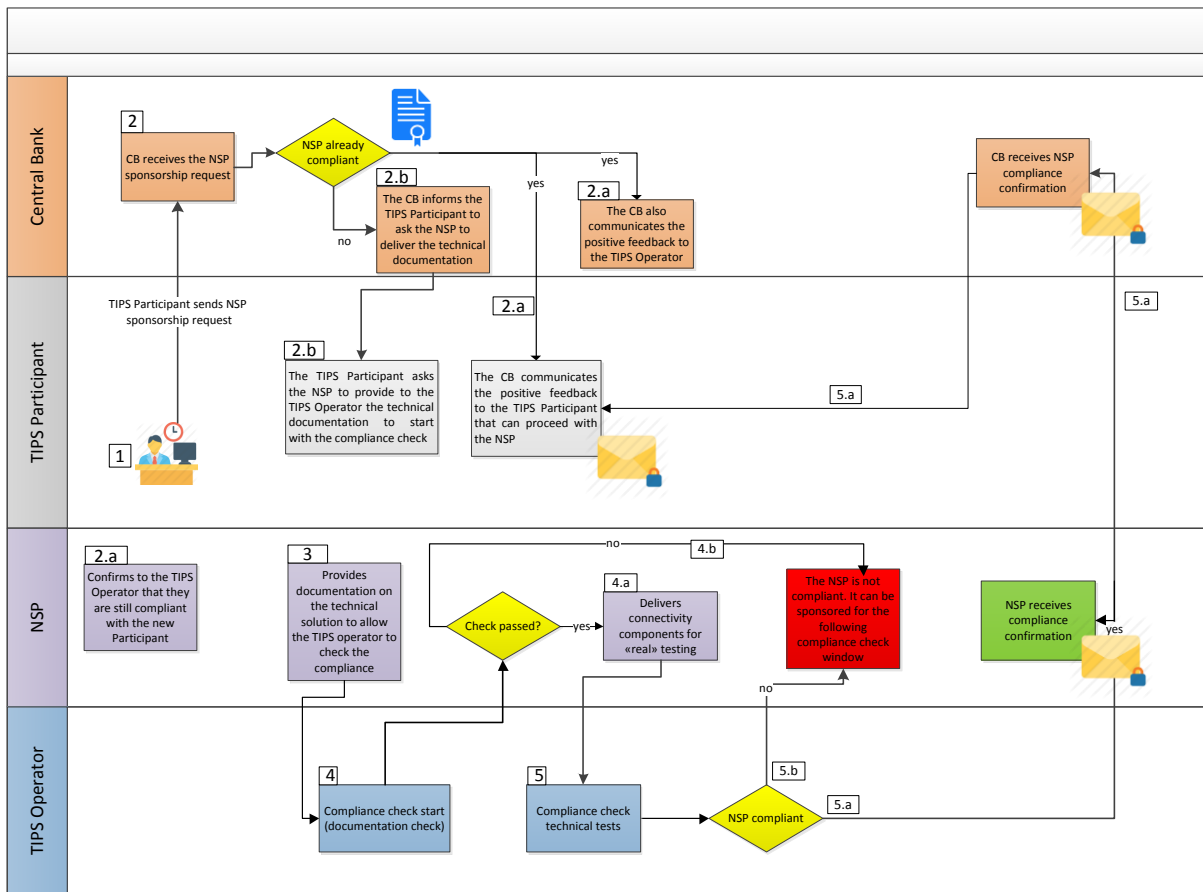 Central Bank
2
CB receives the NSP
sponsorship request
NSP already
compliant
yes
yes
no
2.b
The CB informs the
TIPS Participant to
ask the NSP to
deliver the technical
documentation
2.a
The CB also
communicates the
positive feedback to
the TIPS Operator
CB receives NSP
compliance
confirmation
TIPS Participant
TIPS Participant sends NSP
sponsorship request
1
2.b
The TIPS Participant asks
the NSP to provide to the
TIPS Operator the technical
documentation to start
with the compliance check
2.a
The CB communicates
the positive feedback
to the TIPS Participant
that can proceed with
the NSP
5.a
5.a
NSP
2.a
Confirms to the TIPS
Operator that they
are still compliant
with the new
Participant
3
Provides
documentation on
the technical
solution to allow
the TIPS operator to
check the
compliance
Check passed?
no
4.b
yes
4.a
Delivers
connectivity
components for
«real» testing
The NSP is not
compliant. It can be
sponsored for the
following
compliance check
window
NSP receives
compliance
confirmation
yes
no
TIPS Operator
4
Compliance check start
(documentation check)
5
Compliance check
technical tests
NSP compliant
5.b
5.a